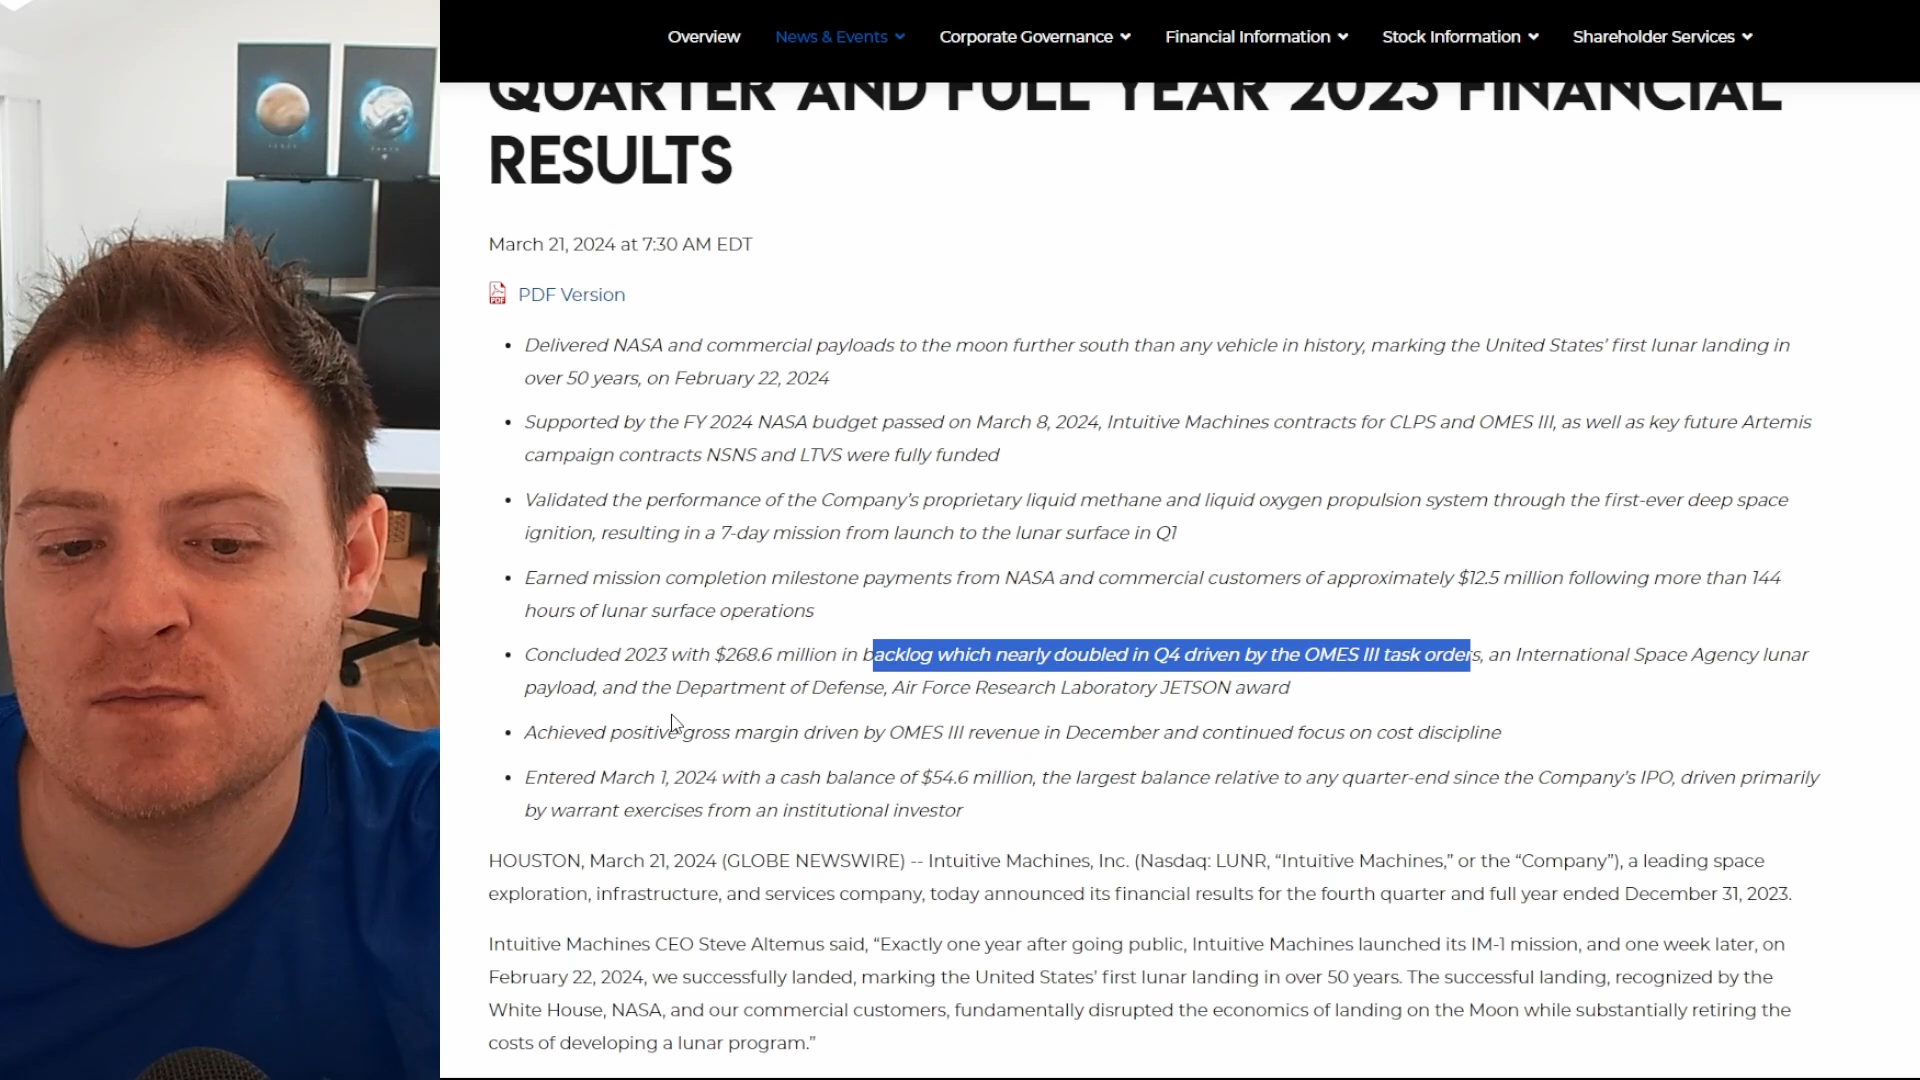 Overview News & Events Corporate Governance Financial Information Stock Information Shareholder Services
QUARTER AND FULL YEAR 2023 FINANCIAL
RESULTS
March 21, 2024 at 7:30 AM EDT
PDF Version
• Delivered NASA and commercial payloads to the moon further south than any vehicle in history, marking the United States’ first lunar landing in
over 50 years, on February 22, 2024
• Supported by the FY 2024 NASA budget passed on March 8, 2024, Intuitive Machines contracts for CLPS and OMES III, as well as key future Artemis
campaign contracts NSNS and LTVS were fully funded
• Validated the performance of the Company’s proprietary liquid methane and liquid oxygen propulsion system through the first-ever deep space
ignition, resulting in a 7-day mission from launch to the lunar surface in Q1
• Earned mission completion milestone payments from NASA and commercial customers of approximately $12.5 million following more than 144
hours of lunar surface operations
• Concluded 2023 with $268.6 million in backlog which nearly doubled in Q4 driven by the OMES III task orders, an International Space Agency lunar
payload, and the Department of Defense, Air Force Research Laboratory JETSON award
• Achieved positive gross margin driven by OMES III revenue in December and continued focus on cost discipline
• Entered March 1, 2024 with a cash balance of $54.6 million, the largest balance relative to any quarter-end since the Company’s IPO, driven primarily
by warrant exercises from an institutional investor
HOUSTON, March 21, 2024 (GLOBE NEWSWIRE) -- Intuitive Machines, Inc. (Nasdaq: LUNR, “Intuitive Machines,” or the “Company”), a leading space
exploration, infrastructure, and services company, today announced its financial results for the fourth quarter and full year ended December 31, 2023.
Intuitive Machines CEO Steve Altemus said, “Exactly one year after going public, Intuitive Machines launched its IM-1 mission, and one week later, on
February 22, 2024, we successfully landed, marking the United States’ first lunar landing in over 50 years. The successful landing, recognized by the
White House, NASA, and our commercial customers, fundamentally disrupted the economics of landing on the Moon while substantially retiring the
costs of developing a lunar program.”